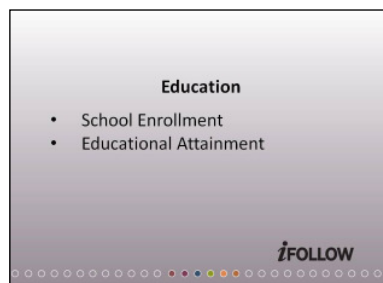 Education
• School Enrollment
• Educational Attainment
iFOLLOW